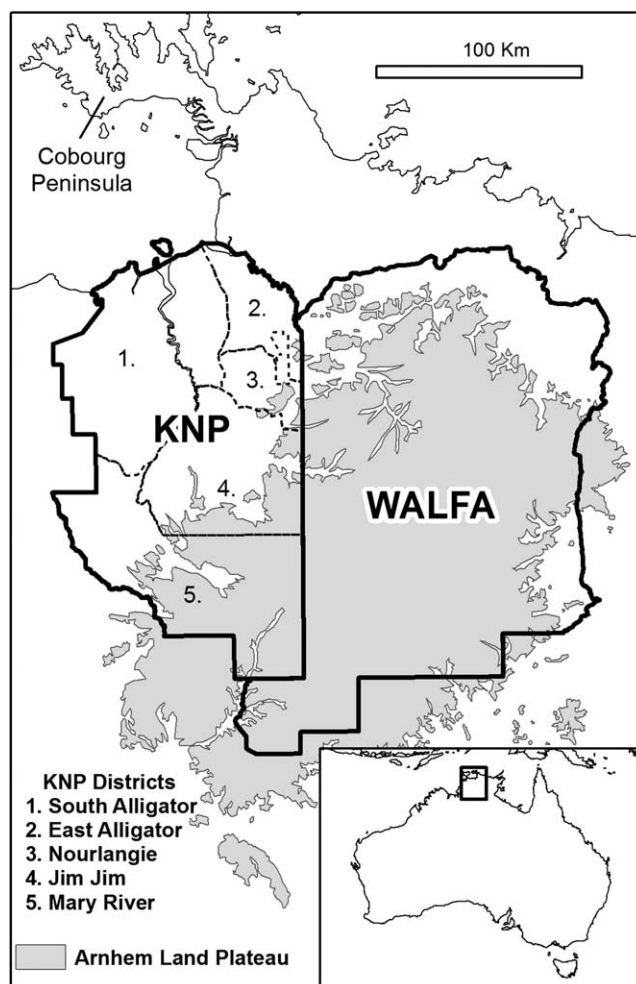 100 Km
Cobourg
Peninsula
2.
1.
3.
KNP
4.
WALFA
5.
KNP Districts
1. South Alligator
2. East Alligator
3. Nourlangie
4. Jim Jim
5. Mary River
Arnhem Land Plateau